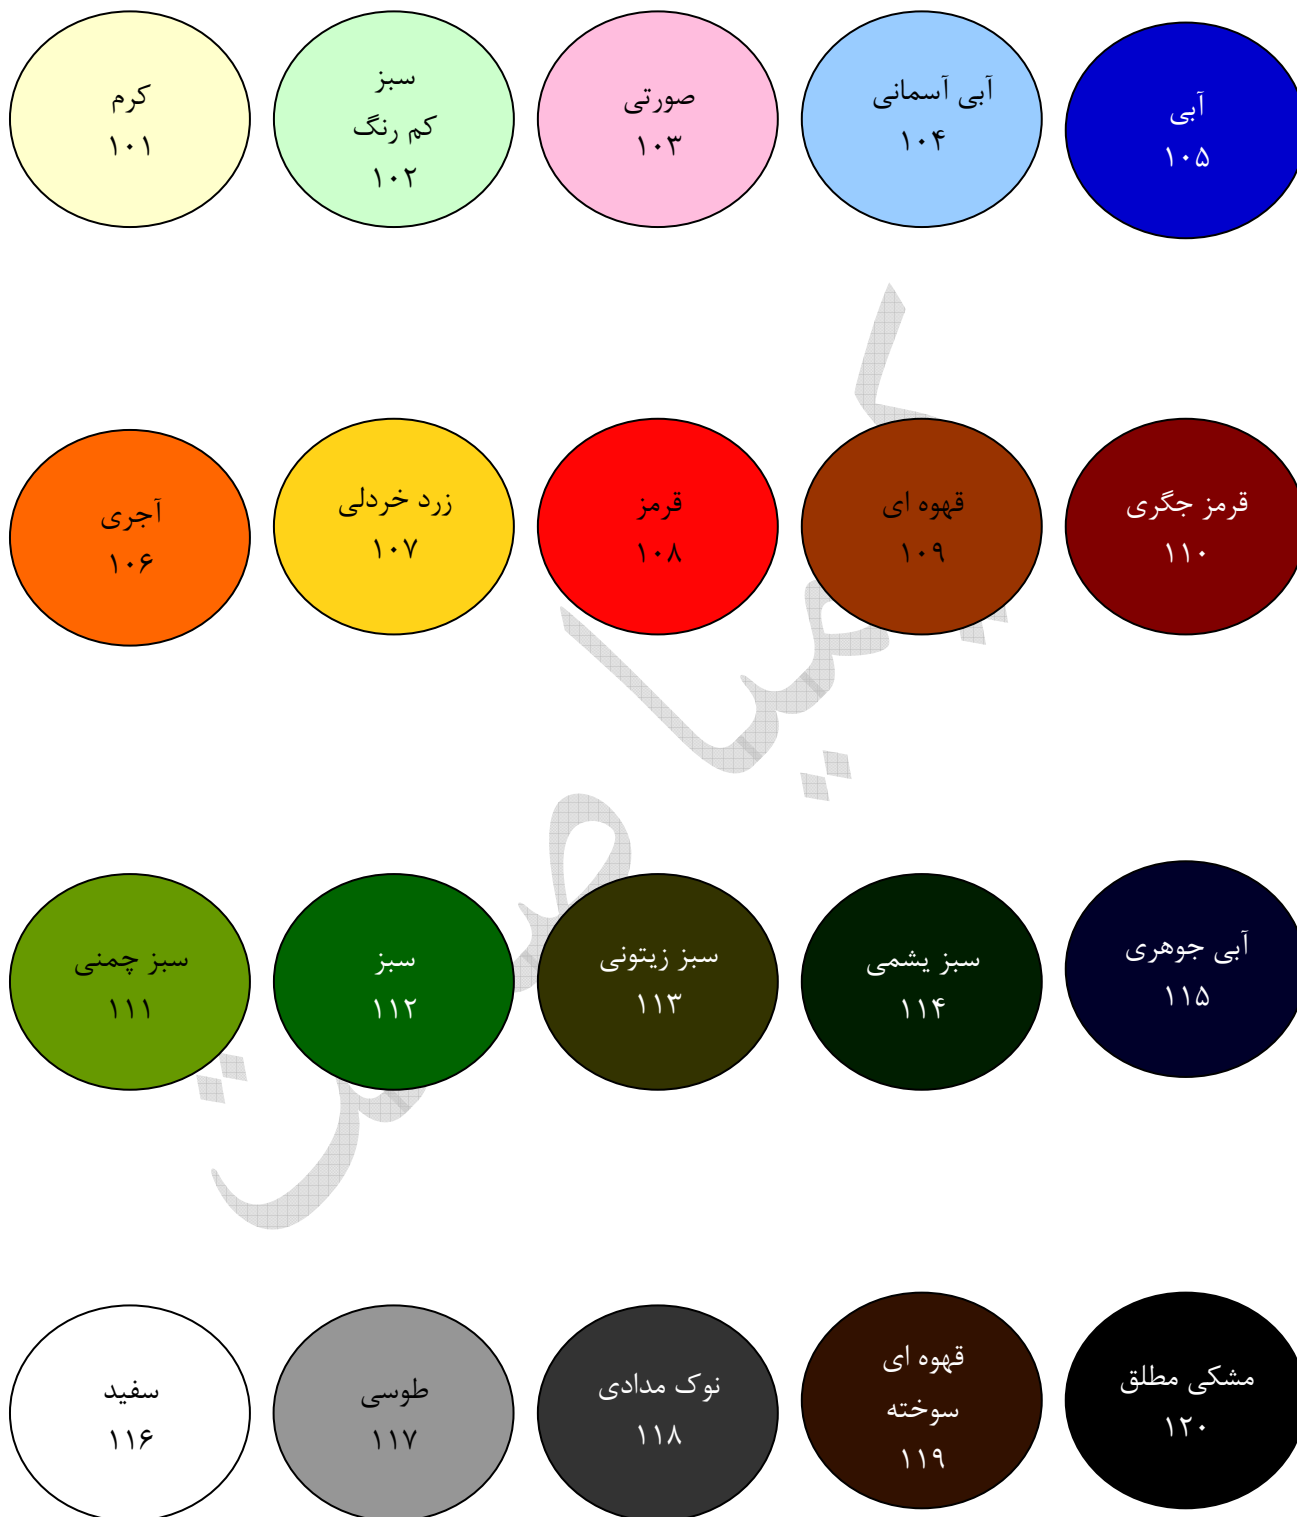 کرم
۱۰۱
سبز
کم رنگ
۱۰۲
صورتی
۱۰۳
آبی آسمانی
۱۰۴
آبی
۱۰۵
آجری
۱۰۶
زرد خردلی
۱۰۷
قرمز
۱۰۸
قهوه ای
۱۰۹
قرمز جگری
۱۱۰
سبز چمنی
۱۱۱
سبز
۱۱۲
سبز زیتونی
۱۱۳
سبز یشمی
۱۱۴
آبی جوهری
۱۱۵
سفید
۱۱۶
طوسی
۱۱۷
نوک مدادی
۱۱۸
قهوه ای
سوخته
۱۱۹
مشکی مطلق
۱۲۰